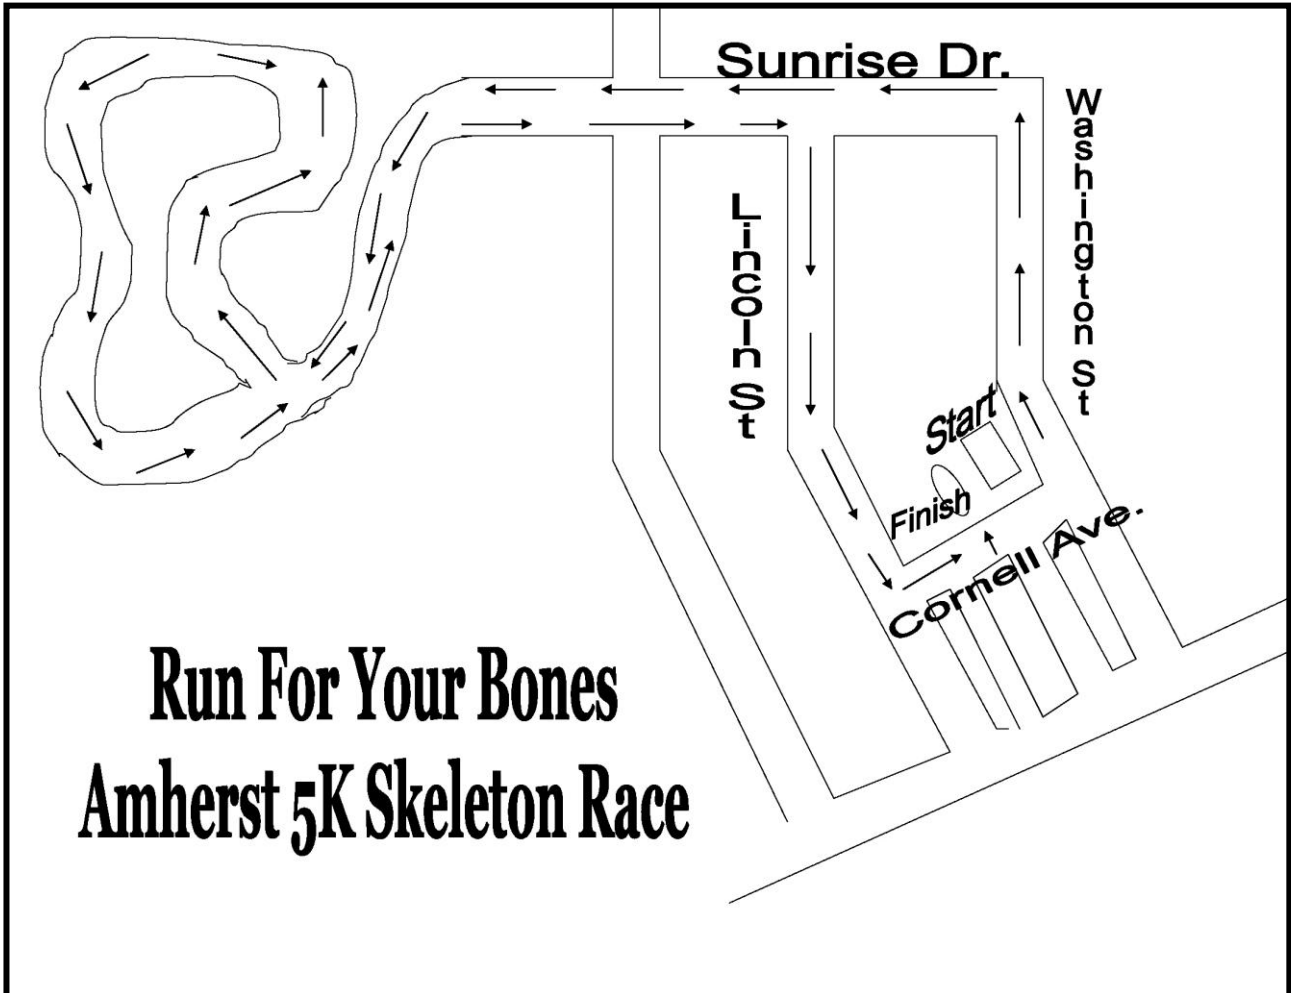 Sunrise Dr.
Washington St
Lincoln St
Start
Finish
Cornell Ave.
Run For Your Bones
Amherst 5K Skeleton Race